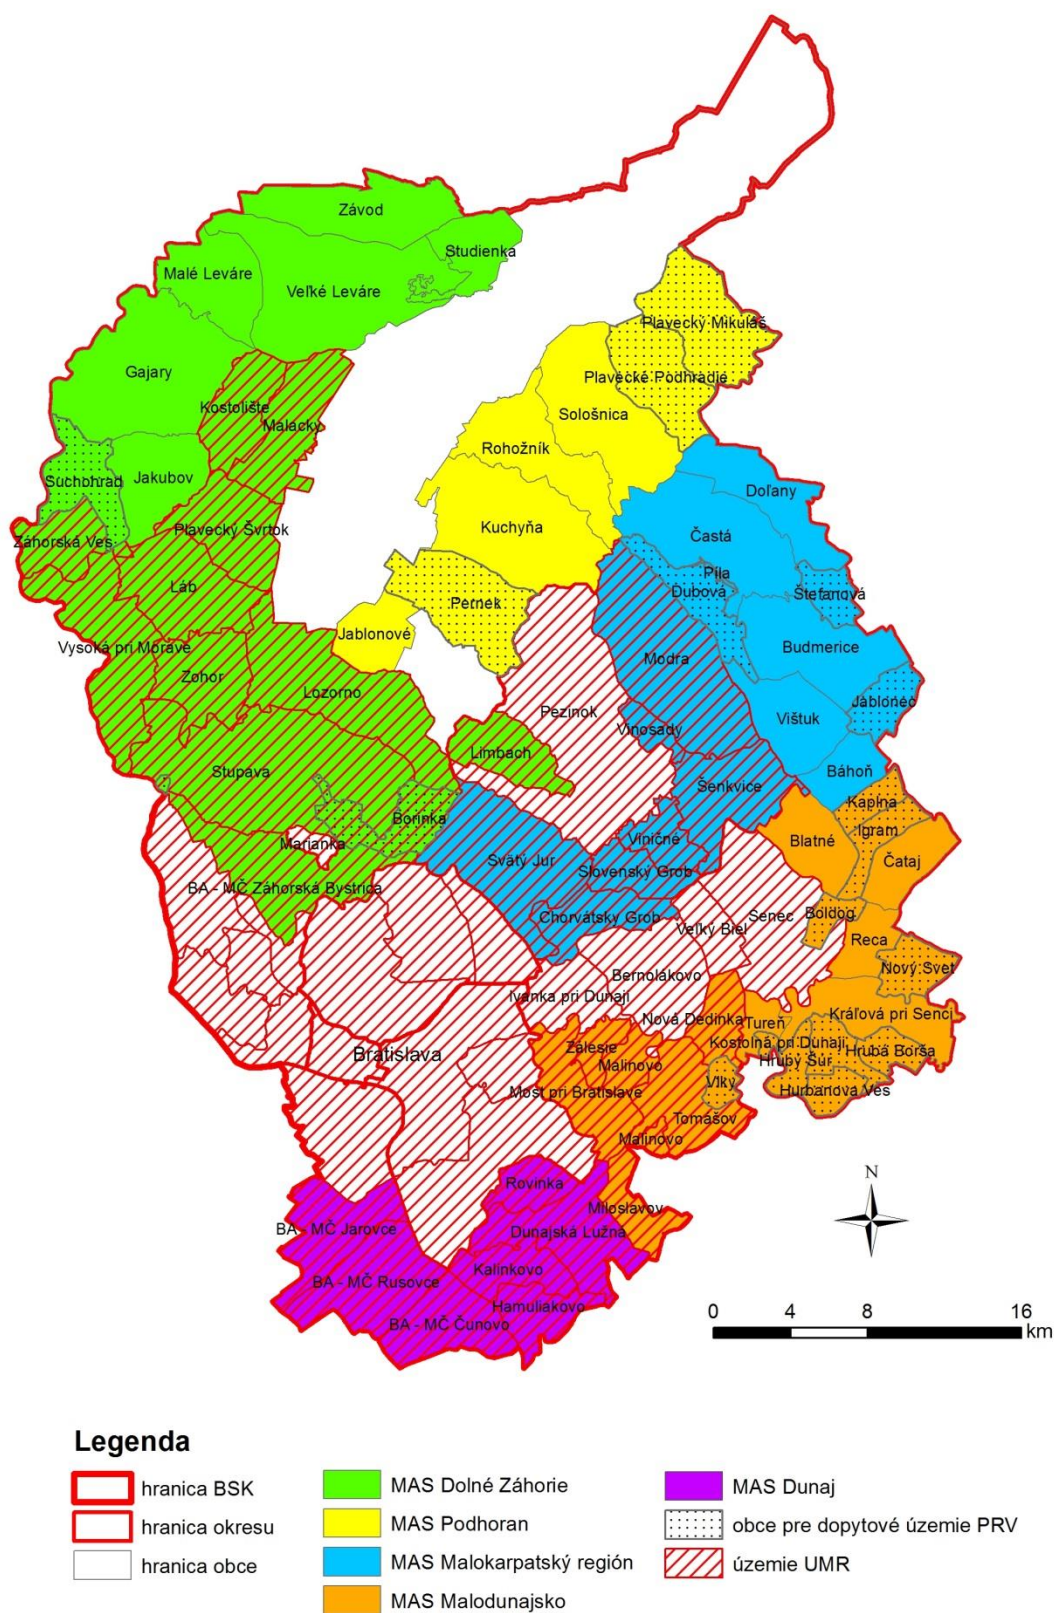 Závod
Studienka
Malé Leváre
Veľké Leváre
Plavecký Mikuláš
Gajary
Plavecké Podhradie
Kostolište
Sološnica
Malacky
Rohožník
Suchohrad
Jakubov
Doľany
Kuchyňa
Plavecký Švrtok
Častá
Záhorská Ves
Píla
Láb
Dubová
Štefanová
Pernek
Jablonové
Vysoká pri Morave
Modra
Budmerice
Zohor
Lozorno
Jablonec
Pezinok
Vinosady
Vištuk
Limbach
Stupava
Báhoň
Šenkvice
Kaplna
Borinka
Igram
Viničné
Blatné
Marianka
Svätý Jur
Čataj
Slovenský Grob
BA - MČ Záhorská Bystrica
Boldog
Chorvátsky Grob
Senec
Veľký Biel
Reca
Nový Svet
Bernolákovo
Ivanka pri Dunaji
Nová Dedinka
Kráľová pri Senci
Tureň
Kostolná pri Dunaji
Zálesie
Hrubá Borša
Bratislava
Hrubý Šúr
Malinovo
Vlky
Most pri Bratislave
Hurbanova Ves
Tomášov
Malinovo
Rovinka
Miloslavov
BA - MČ Jarovce
Dunajská Lužná
Kalinkovo
BA - MČ Rusovce
Hamuliakovo
BA - MČ Čunovo
N
0 4 8 16
km
Legenda
hranica BSK
hranica okresu
hranica obce
MAS Dolné Záhorie
MAS Podhoran
MAS Malokarpatský región
MAS Malodunajsko
MAS Dunaj
obce pre dopytové územie PRV
územie UMR